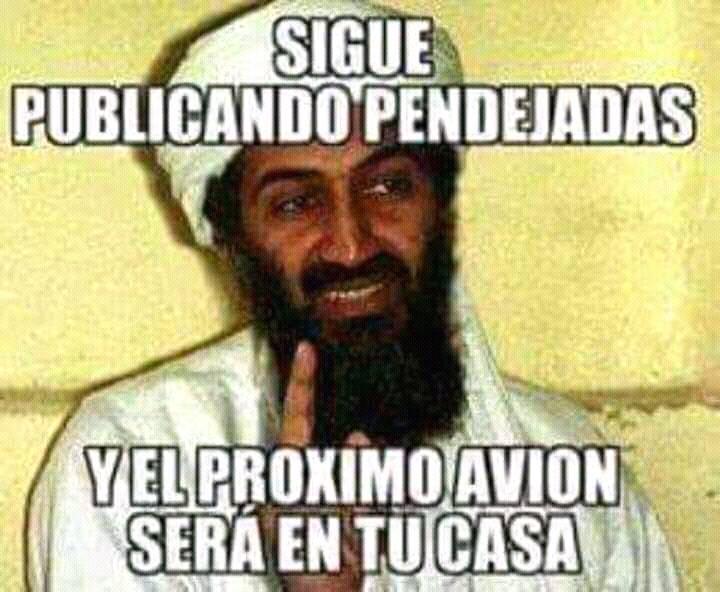 SIGUE
PUBLICANDO PENDEJADAS
Y EL PROXIMO AVION
SERÁ EN TU CASA